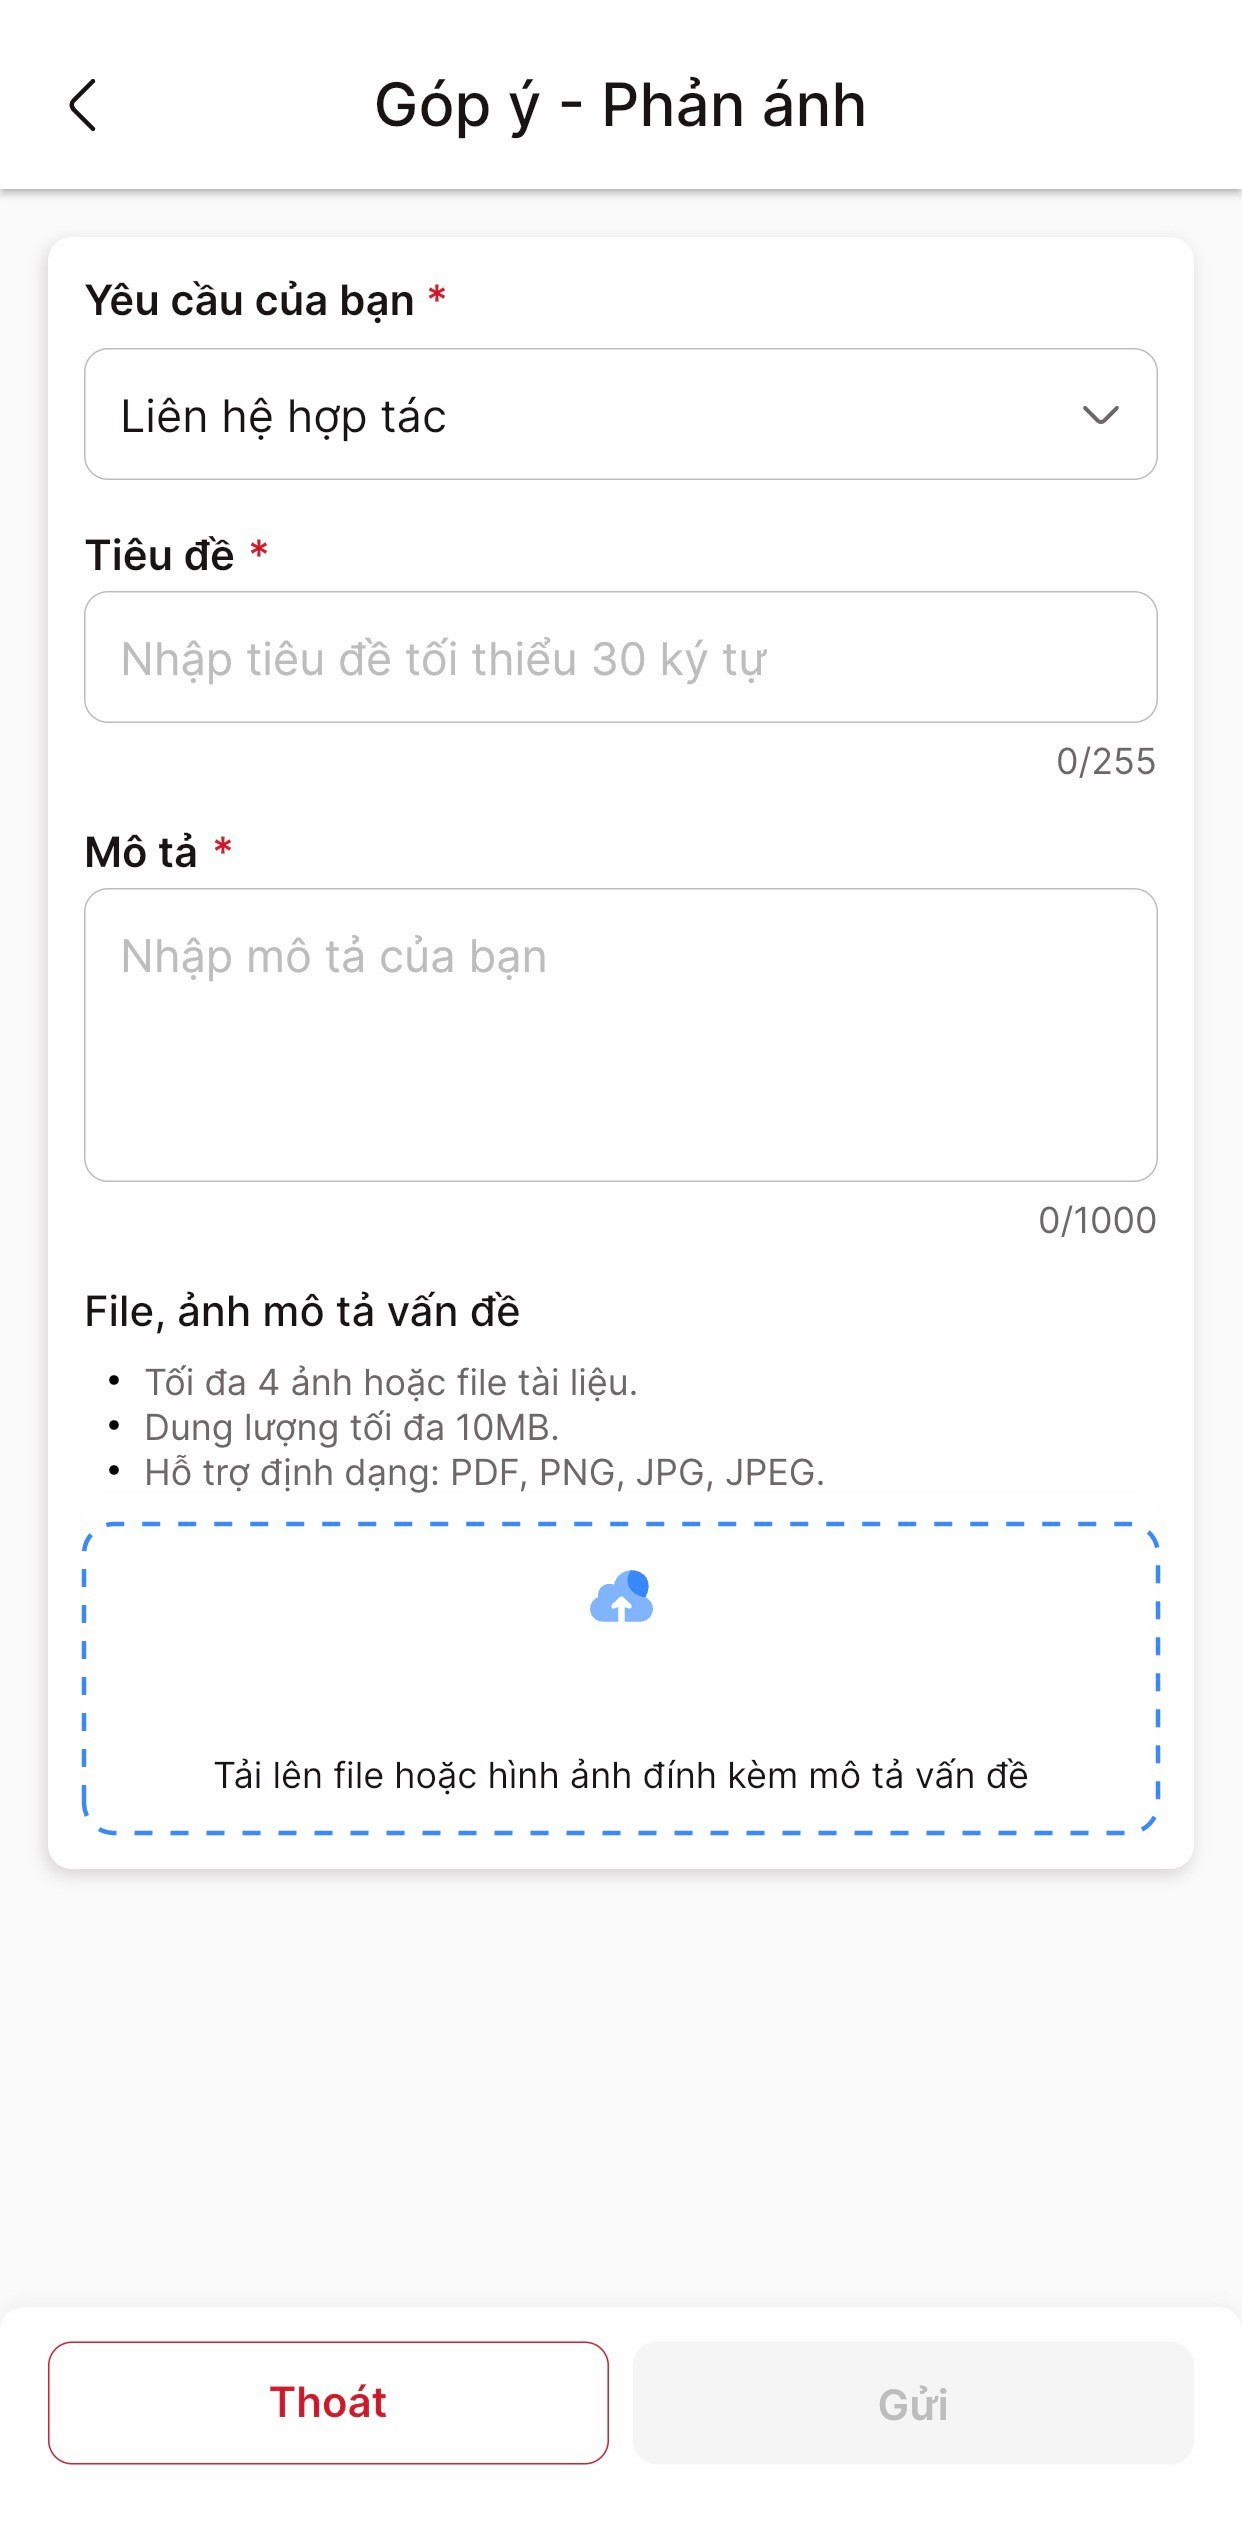 Góp ý - Phản ánh
Yêu cầu của bạn *
Liên hệ hợp tác
Tiêu đề *
Nhập tiêu đề tối thiểu 30 ký tự
0/255
Mô tả *
Nhập mô tả của bạn
0/1000
File, ảnh mô tả vấn đề
• Tối đa 4 ảnh hoặc file tài liệu.
• Dung lượng tối đa 10MB.
• Hỗ trợ định dạng: PDF, PNG, JPG, JPEG.
Tải lên file hoặc hình ảnh đính kèm mô tả vấn đề
Thoát
Gửi